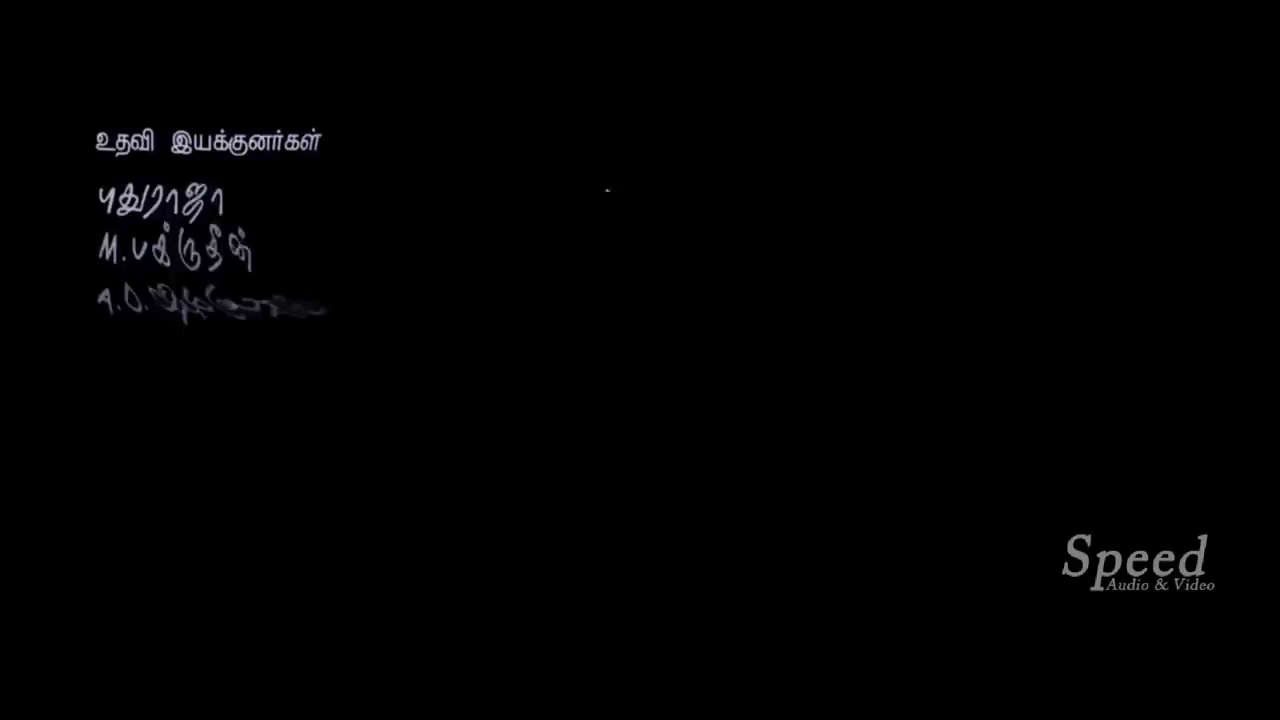 உதவி இயக்குனர்கள்
புதுராஜா
M.பக்ருதீன்
A.D.
Speed
Audio & Video